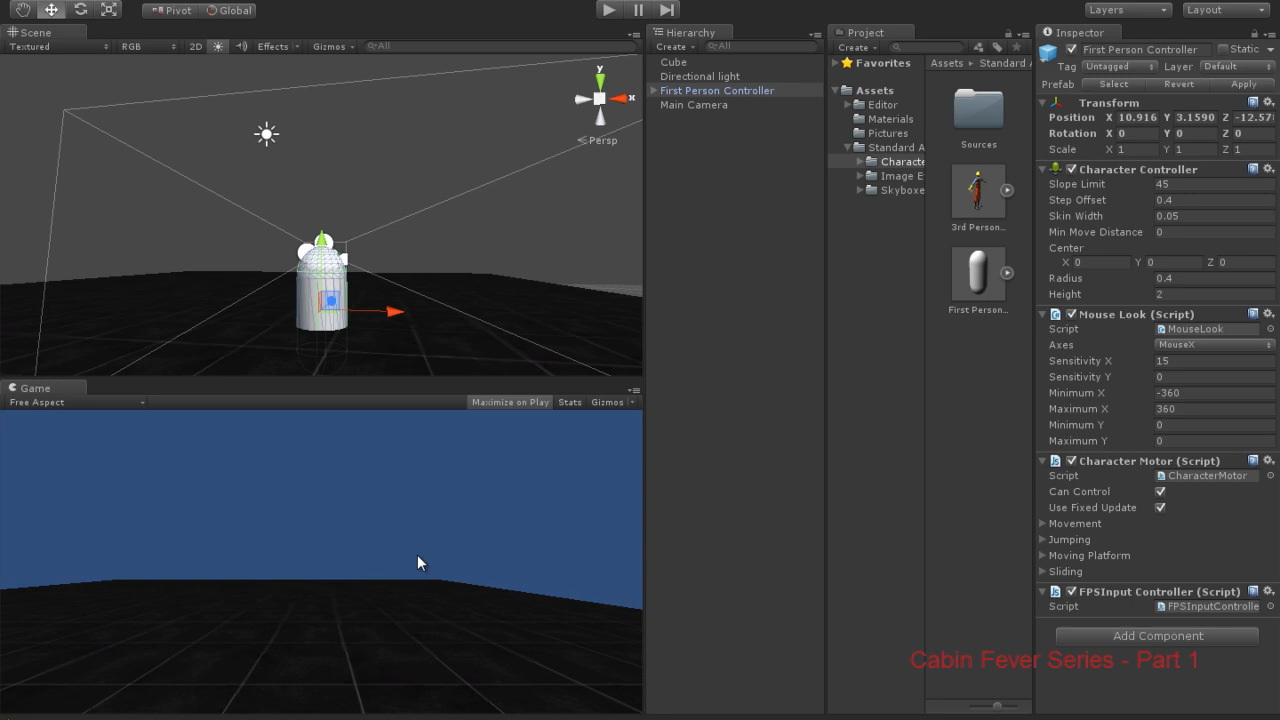 Pivot Global
Layers Layout
Scene
Textured RGB 2D Effects Gizmos All
y
x
Persp
Game
Free Aspect Maximize on Play Stats Gizmos
Hierarchy
Create All
Cube
Directional light
First Person Controller
Main Camera
Project
Create
Favorites
Assets
Editor
Materials
Pictures
Standard A
Characte
Image E
Skyboxe
Assets Standard A
Sources
3rd Person...
First Person...
Inspector
First Person Controller Static
Tag Untagged Layer Default
Prefab Select Revert Apply
Transform
Position X 10.916 Y 3.1590 Z -12.57
Rotation X 0 Y 0 Z 0
Scale X 1 Y 1 Z 1
Character Controller
Slope Limit 45
Step Offset 0.4
Skin Width 0.05
Min Move Distance 0
Center
X 0 Y 0 Z 0
Radius 0.4
Height 2
Mouse Look (Script)
Script MouseLook
Axes MouseX
Sensitivity X 15
Sensitivity Y 0
Minimum X -360
Maximum X 360
Minimum Y 0
Maximum Y 0
Character Motor (Script)
Script CharacterMotor
Can Control
Use Fixed Update
Movement
Jumping
Moving Platform
Sliding
FPSInput Controller (Script)
Script FPSInputControlle
Add Component
Cabin Fever Series - Part 1